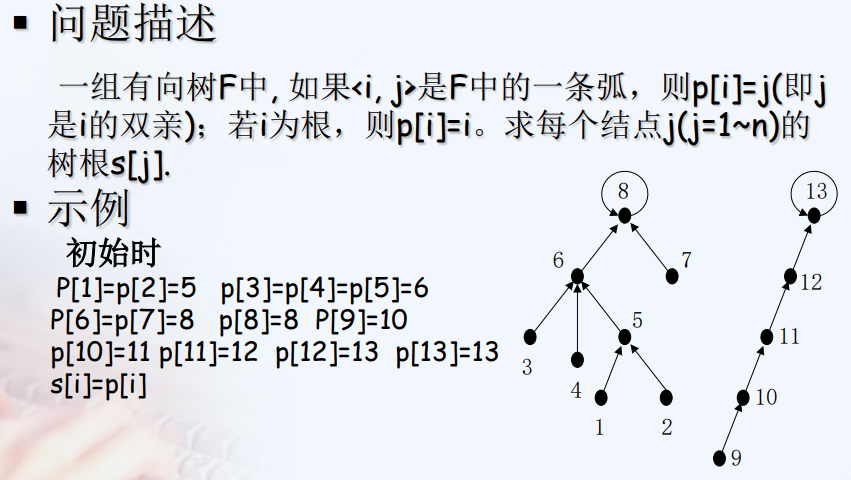 ▪ 问题描述
一组有向树F中, 如果<i, j>是F中的一条弧，则p[i]=j(即j
是i的双亲)；若i为根，则p[i]=i。求每个结点j(j=1~n)的
树根s[j].
▪ 示例
初始时
P[1]=p[2]=5 p[3]=p[4]=p[5]=6
P[6]=p[7]=8 p[8]=8 P[9]=10
p[10]=11 p[11]=12 p[12]=13 p[13]=13
s[i]=p[i]
8
13
6
7
12
5
11
3
4
10
1
2
9